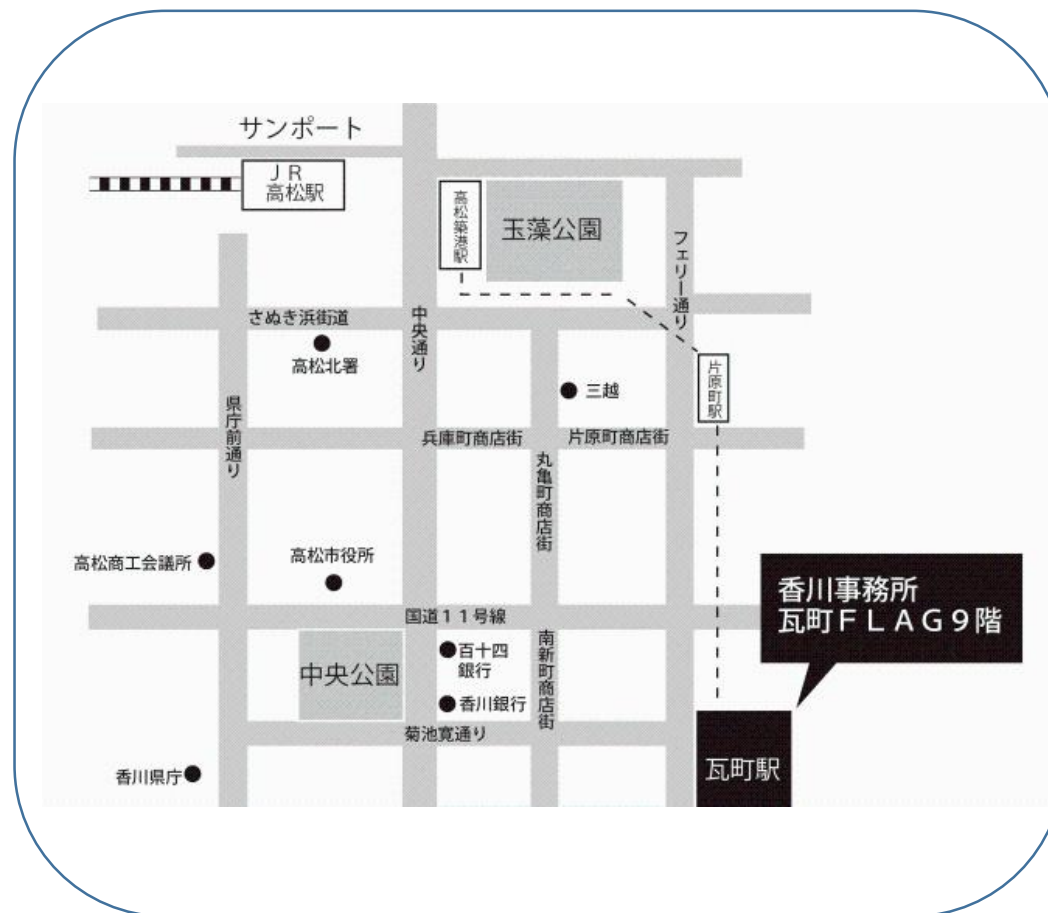 サンポート
ＪＲ
高松駅
高松築港駅
玉藻公園
フェリー通り
さぬき浜街道
中央通り
高松北署
片原町駅
三越
県庁前通り
兵庫町商店街
片原町商店街
丸亀町商店街
高松商工会議所
高松市役所
香川事務所
瓦町ＦＬＡＧ９階
国道１１号線
南新町商店街
百十四
銀行
中央公園
香川銀行
菊池寛通り
瓦町駅
香川県庁